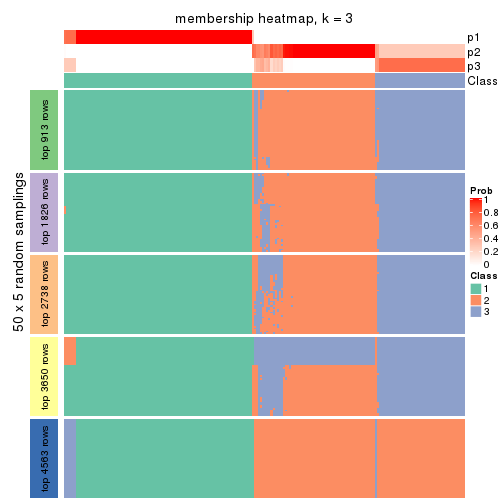 membership heatmap, k = 3
p1
p2
p3
Class
50 x 5 random samplings
top 913 rows
top 1826 rows
top 2738 rows
top 3650 rows
top 4563 rows
Prob
1
0.8
0.6
0.4
0.2
0
Class
1
2
3